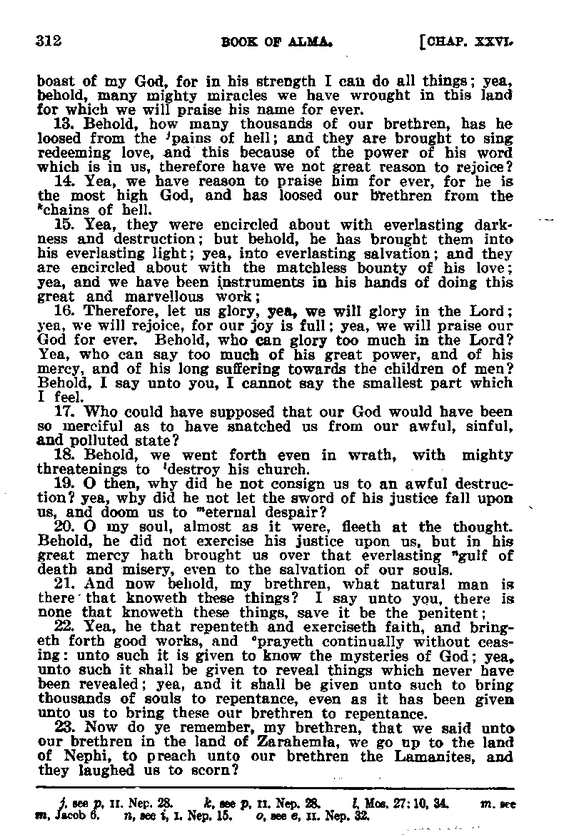 312 BOOK OF ALMA. [CHAP. XXVI.
boast of my God, for in his strength I can do all things; yea,
behold, many mighty miracles we have wrought in this land
for which we will praise his name for ever.
13. Behold, how many thousands of our brethren, has he
loosed from the ʲpains of hell; and they are brought to sing
redeeming love, and this because of the power of his word
which is in us, therefore have we not great reason to rejoice?
14. Yea, we have reason to praise him for ever, for he is
the most high God, and has loosed our brethren from the
ᵏchains of hell.
15. Yea, they were encircled about with everlasting dark-
ness and destruction; but behold, he has brought them into
his everlasting light; yea, into everlasting salvation; and they
are encircled about with the matchless bounty of his love;
yea, and we have been instruments in his hands of doing this
great and marvellous work;
16. Therefore, let us glory, yea, we will glory in the Lord;
yea, we will rejoice, for our joy is full; yea, we will praise our
God for ever. Behold, who can glory too much in the Lord?
Yea, who can say too much of his great power, and of his
mercy, and of his long suffering towards the children of men?
Behold, I say unto you, I cannot say the smallest part which
I feel.
17. Who could have supposed that our God would have been
so merciful as to have snatched us from our awful, sinful,
and polluted state?
18. Behold, we went forth even in wrath, with mighty
threatenings to ˡdestroy his church.
19. O then, why did he not consign us to an awful destruc-
tion? yea, why did he not let the sword of his justice fall upon
us, and doom us to ᵐeternal despair?
20. O my soul, almost as it were, fleeth at the thought.
Behold, he did not exercise his justice upon us, but in his
great mercy hath brought us over that everlasting ⁿgulf of
death and misery, even to the salvation of our souls.
21. And now behold, my brethren, what natural man is
there that knoweth these things? I say unto you, there is
none that knoweth these things, save it be the penitent;
22. Yea, he that repenteth and exerciseth faith, and bring-
eth forth good works, and ᵒprayeth continually without ceas-
ing: unto such it is given to know the mysteries of God; yea,
unto such it shall be given to reveal things which never have
been revealed; yea, and it shall be given unto such to bring
thousands of souls to repentance, even as it has been given
unto us to bring these our brethren to repentance.
23. Now do ye remember, my brethren, that we said unto
our brethren in the land of Zarahemla, we go up to the land
of Nephi, to preach unto our brethren the Lamanites, and
they laughed us to scorn?
j, see p, II. Nep. 28. k, see p, II. Nep. 28. l, Mos. 27:10, 34. m. see
m, Jacob 6. n, see i, I. Nep. 15. o, see e, II. Nep. 32.